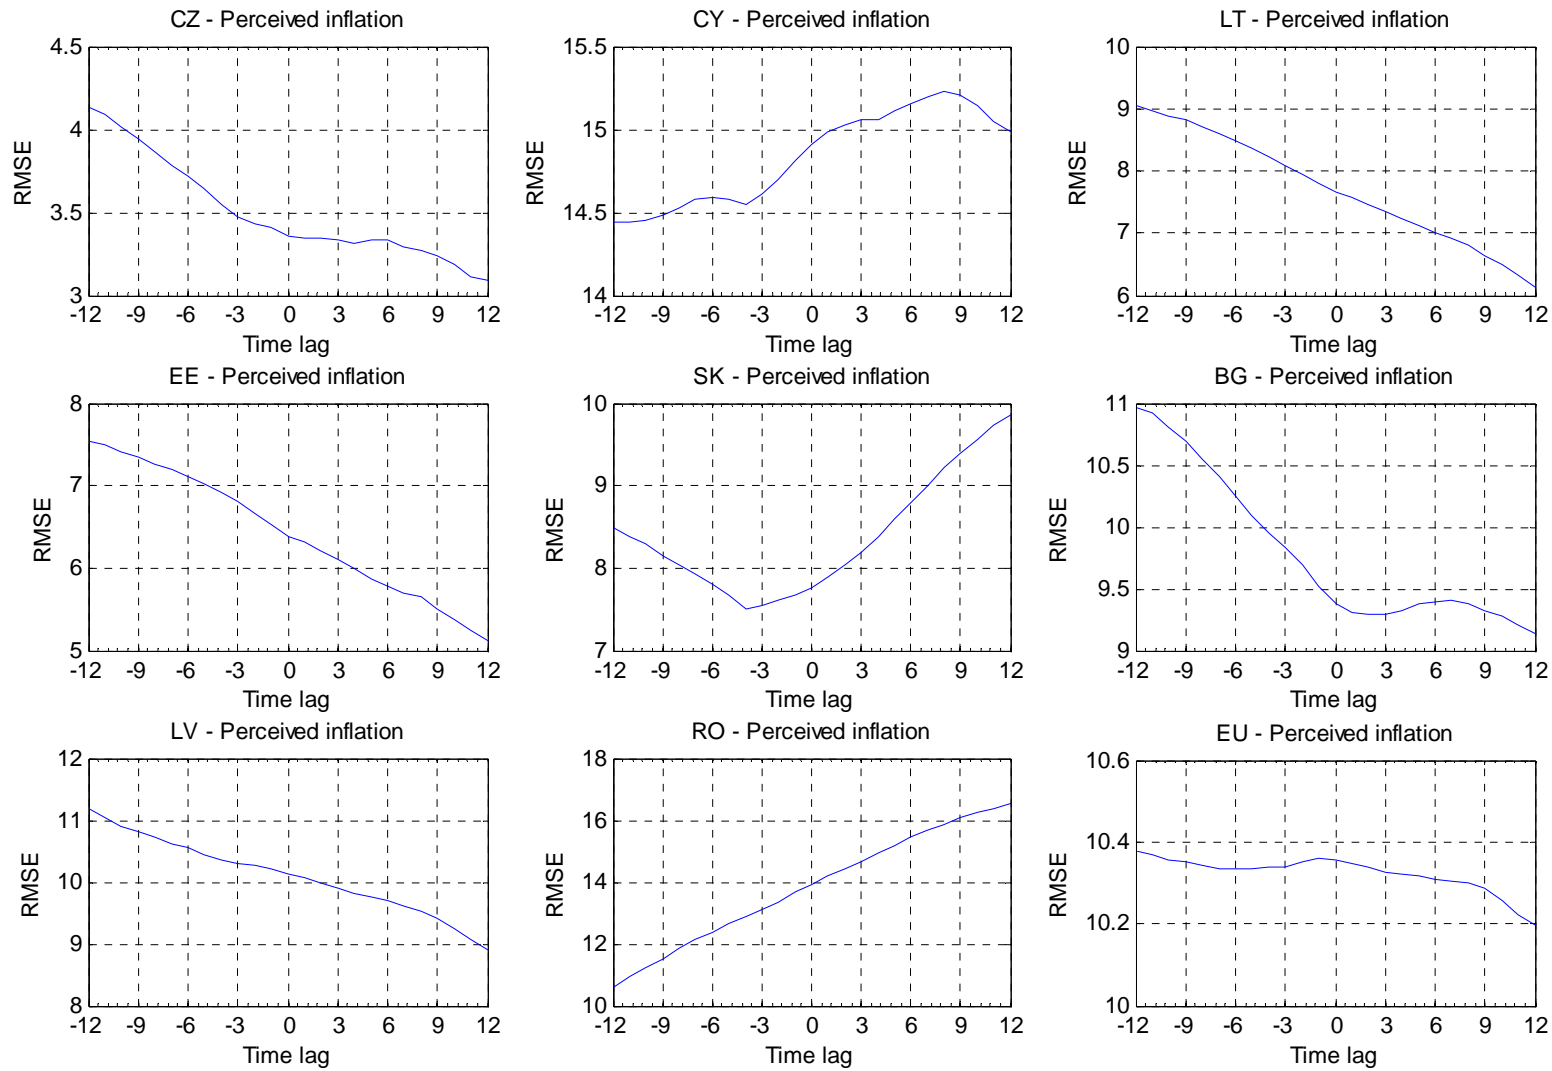 CZ - Perceived inflation
4.5
4
3.5
3
RMSE
-12 -9 -6 -3 0 3 6 9 12
Time lag
CY - Perceived inflation
15.5
15
14.5
14
RMSE
-12 -9 -6 -3 0 3 6 9 12
Time lag
LT - Perceived inflation
10
9
8
7
6
RMSE
-12 -9 -6 -3 0 3 6 9 12
Time lag
EE - Perceived inflation
8
7
6
5
RMSE
-12 -9 -6 -3 0 3 6 9 12
Time lag
SK - Perceived inflation
10
9
8
7
RMSE
-12 -9 -6 -3 0 3 6 9 12
Time lag
BG - Perceived inflation
11
10.5
10
9.5
9
RMSE
-12 -9 -6 -3 0 3 6 9 12
Time lag
LV - Perceived inflation
12
11
10
9
8
RMSE
-12 -9 -6 -3 0 3 6 9 12
Time lag
RO - Perceived inflation
18
16
14
12
10
RMSE
-12 -9 -6 -3 0 3 6 9 12
Time lag
EU - Perceived inflation
10.6
10.4
10.2
10
RMSE
-12 -9 -6 -3 0 3 6 9 12
Time lag